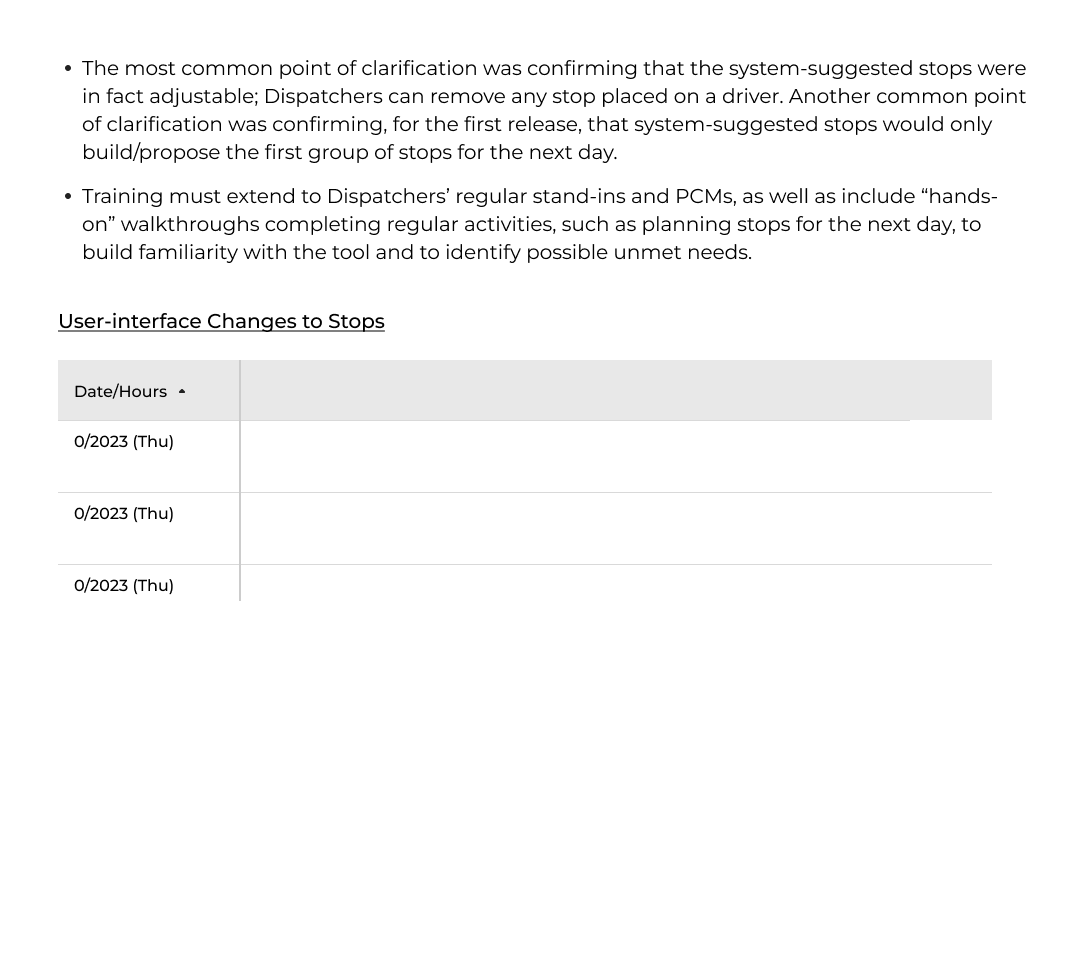 • The most common point of clarification was confirming that the system-suggested stops were
in fact adjustable; Dispatchers can remove any stop placed on a driver. Another common point
of clarification was confirming, for the first release, that system-suggested stops would only
build/propose the first group of stops for the next day.
• Training must extend to Dispatchers’ regular stand-ins and PCMs, as well as include “hands-
on” walkthroughs completing regular activities, such as planning stops for the next day, to
build familiarity with the tool and to identify possible unmet needs.
User-interface Changes to Stops
Date/Hours
0/2023 (Thu)
0/2023 (Thu)
0/2023 (Thu)